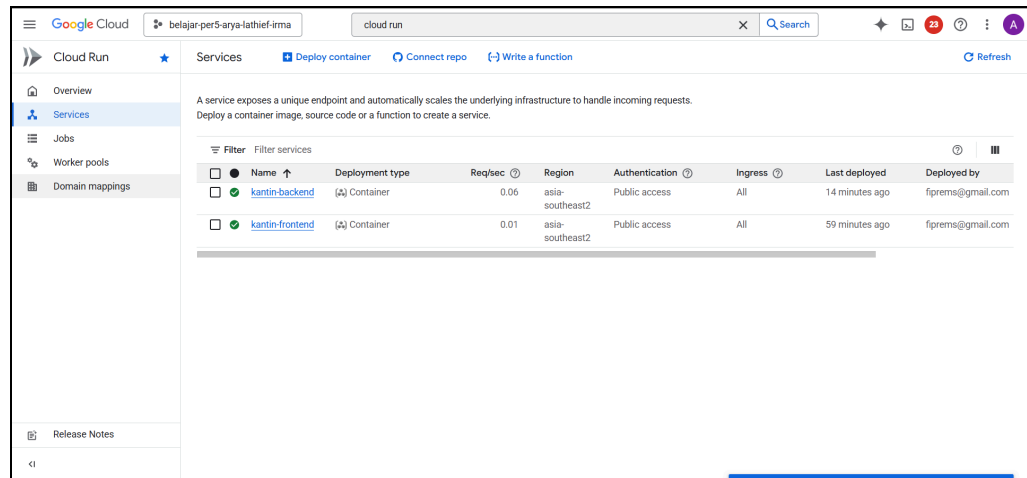 Google Cloud
belajar-per5-arya-lathief-irma
cloud run
Search
23
A
Cloud Run
Services
Deploy container
Connect repo
Write a function
Refresh
Overview
Services
Jobs
Worker pools
Domain mappings
A service exposes a unique endpoint and automatically scales the underlying infrastructure to handle incoming requests.
Deploy a container image, source code or a function to create a service.
Filter Filter services
Name Deployment type Req/sec Region Authentication Ingress Last deployed Deployed by
kantin-backend Container 0.06 asia-southeast2 Public access All 14 minutes ago fiprems@gmail.com
kantin-frontend Container 0.01 asia-southeast2 Public access All 59 minutes ago fiprems@gmail.com
Release Notes